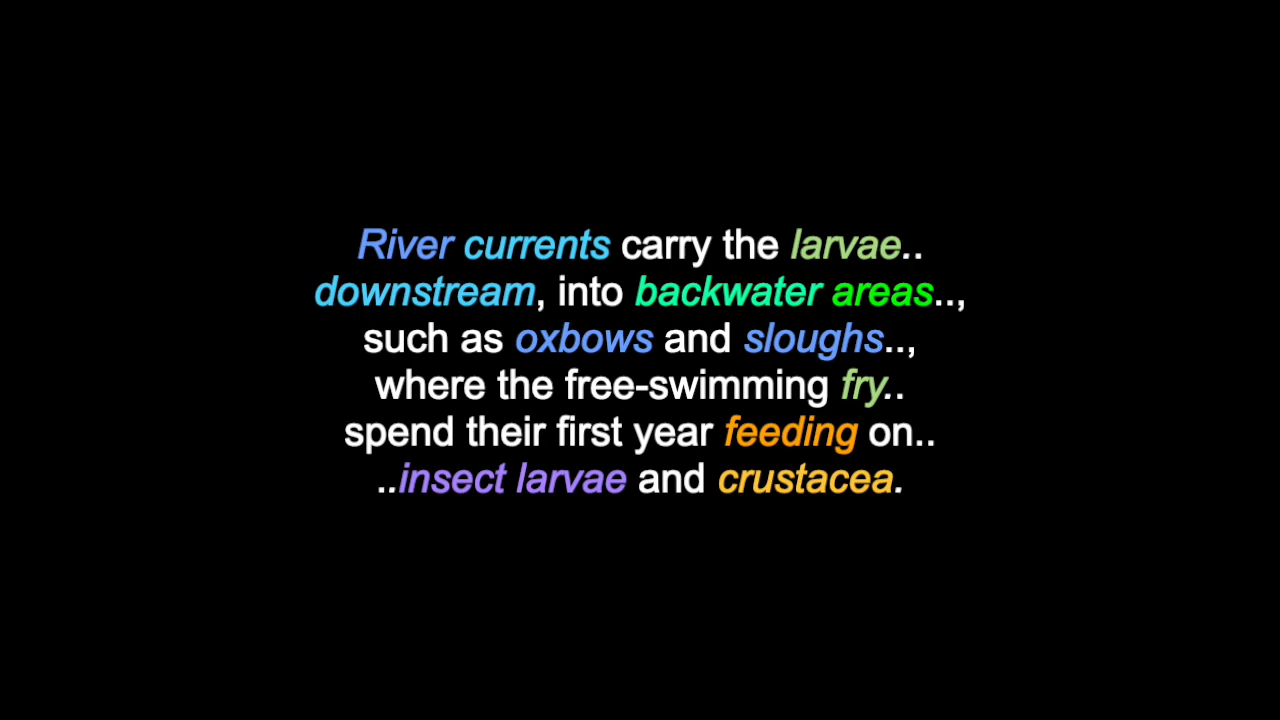 River currents carry the larvae..
downstream, into backwater areas..,
such as oxbows and sloughs..,
where the free-swimming fry..
spend their first year feeding on..
..insect larvae and crustacea.